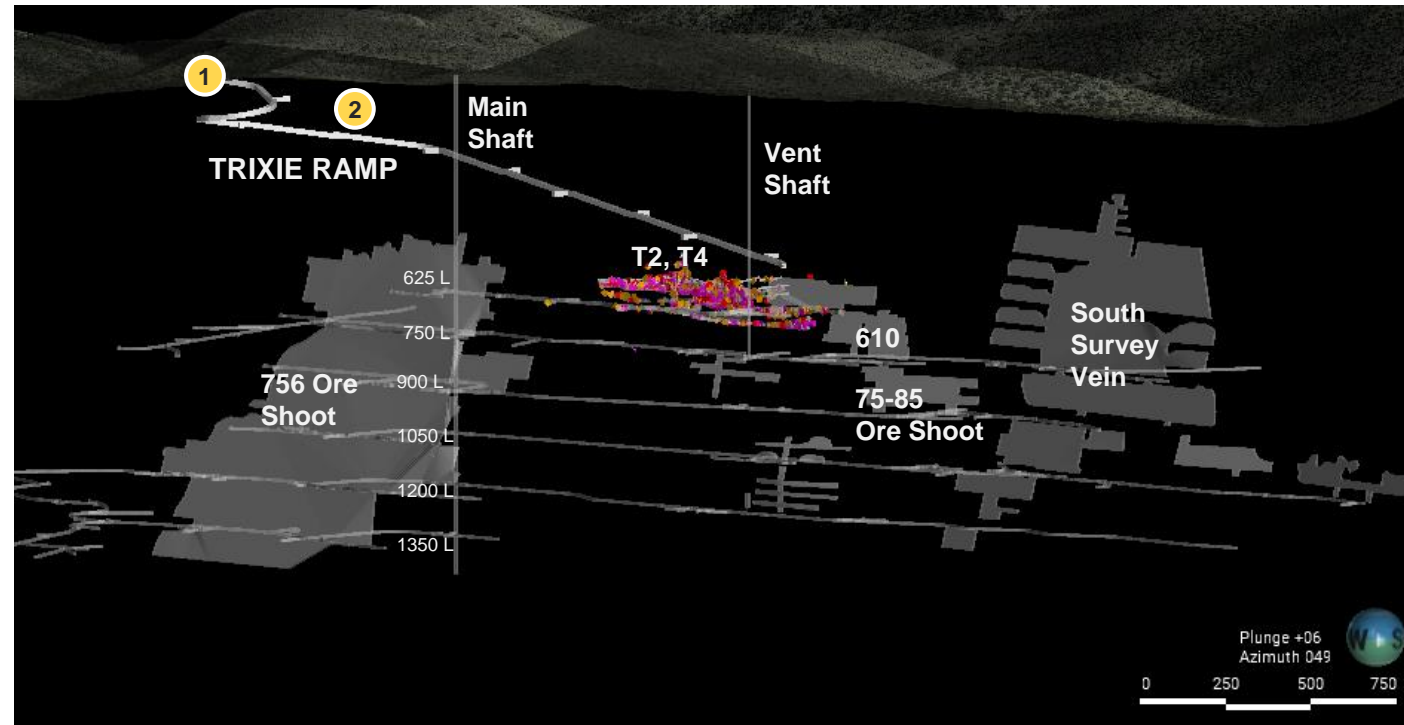 1
2
Main
Shaft
TRIXIE RAMP
Vent
Shaft
T2, T4
625 L
750 L
610
South
Survey
Vein
756 Ore
Shoot
900 L
75-85
Ore Shoot
1050 L
1200 L
1350 L
Plunge +06
Azimuth 049
W S
0 250 500 750